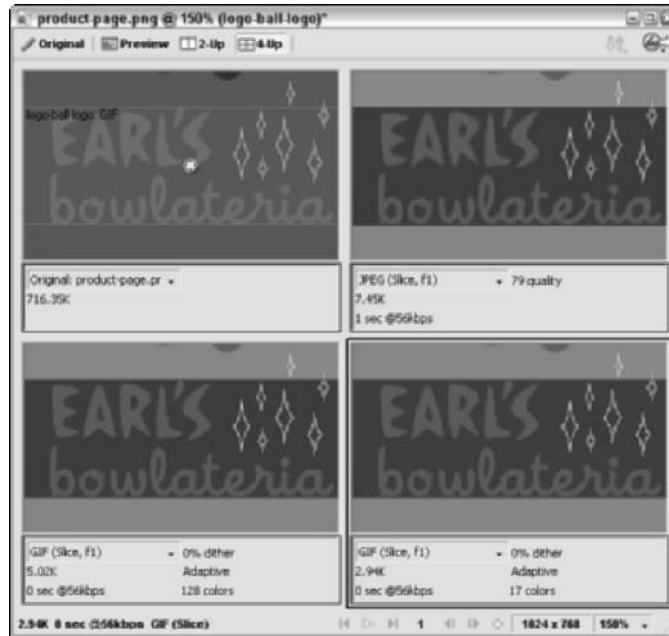 product-page.png @ 150% (logo-ball-logo)*
Original Preview 2-Up 4-Up
logo-ball-logo: GIF
EARL'S
bowlateria
EARL'S
bowlateria
Original: product-page.pr
716.35K
JPEG (Slice, f1) 79 quality
7.45K
1 sec @56kbps
EARL'S
bowlateria
EARL'S
bowlateria
GIF (Slice, f1) 0% dither
5.02K Adaptive
0 sec @56kbps 128 colors
GIF (Slice, f1) 0% dither
2.94K Adaptive
0 sec @56kbps 17 colors
2.94K 0 sec @56kbps GIF (Slice) 1 1024 x 768 150%